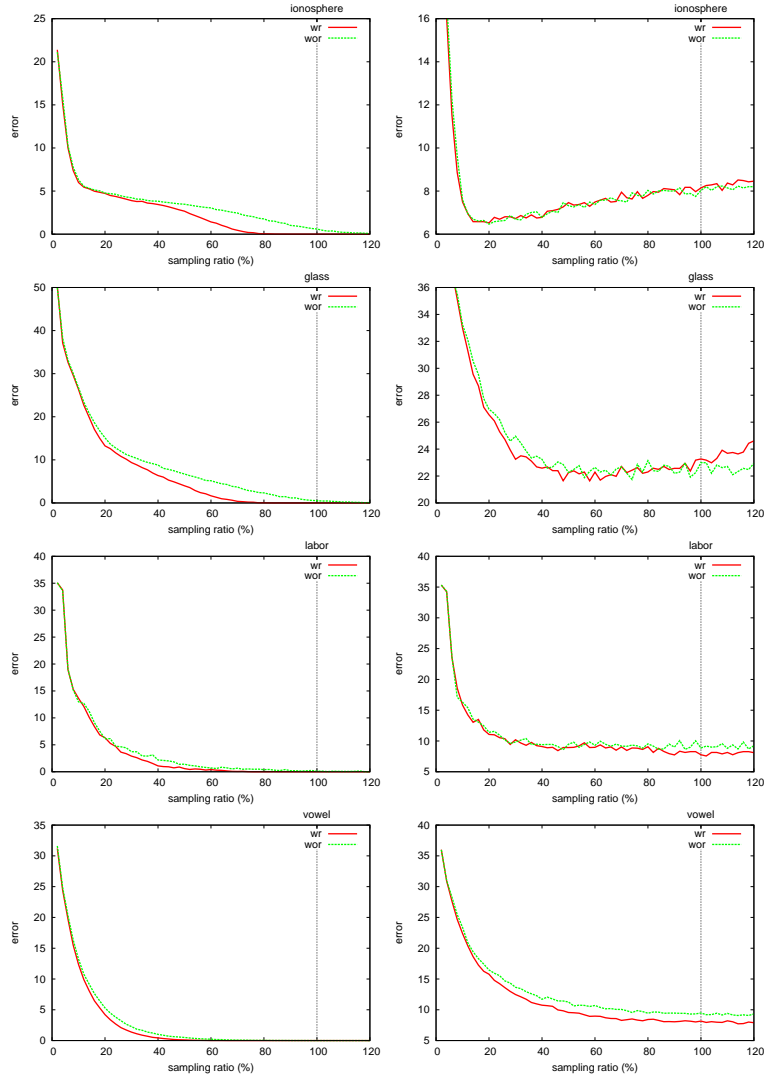 ionosphere
25
20
15
10
5
0
error
0 20 40 60 80 100 120
sampling ratio (%)
wr
wor
ionosphere
16
14
12
10
8
6
error
0 20 40 60 80 100 120
sampling ratio (%)
wr
wor
glass
50
40
30
20
10
0
error
0 20 40 60 80 100 120
sampling ratio (%)
wr
wor
glass
36
34
32
30
28
26
24
22
20
error
0 20 40 60 80 100 120
sampling ratio (%)
wr
wor
labor
40
35
30
25
20
15
10
5
0
error
0 20 40 60 80 100 120
sampling ratio (%)
wr
wor
labor
40
35
30
25
20
15
10
5
error
0 20 40 60 80 100 120
sampling ratio (%)
wr
wor
vowel
35
30
25
20
15
10
5
0
error
0 20 40 60 80 100 120
sampling ratio (%)
wr
wor
vowel
40
35
30
25
20
15
10
5
error
0 20 40 60 80 100 120
sampling ratio (%)
wr
wor